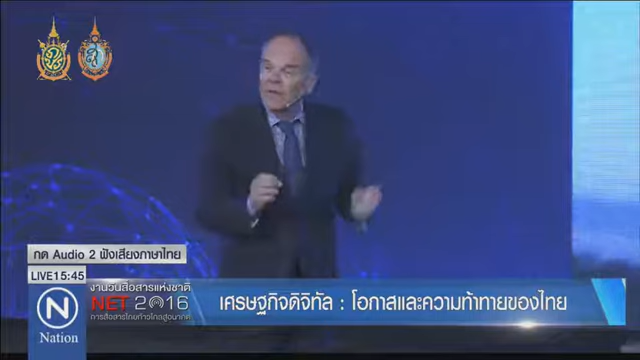 กด Audio 2 ฟังเสียงภาษาไทย
LIVE15:45
งานวันสื่อสารแห่งชาติ
NET 2016
การสื่อสารไทยก้าวไกลสู่อนาคต
เศรษฐกิจดิจิทัล : โอกาสและความท้าทายของไทย
N
Nation